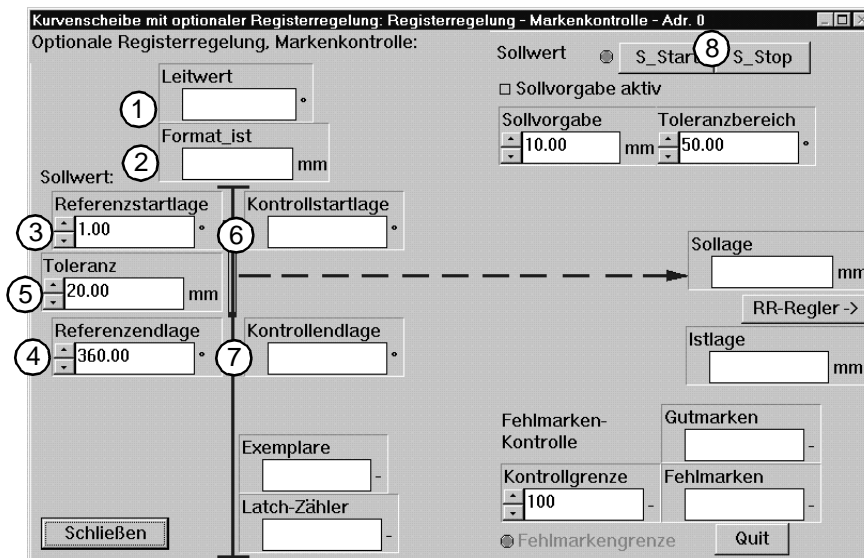 Kurvenscheibe mit optionaler Registerregelung: Registerregelung - Markenkontrolle - Adr. 0
Optionale Registerregelung, Markenkontrolle:
Sollwert
S_Start
S_Stop
8
Sollvorgabe aktiv
Leitwert
°
1
Format_ist
mm
2
Sollvorgabe
10.00 mm
Toleranzbereich
50.00 °
Sollwert:
Referenzstartlage
1.00 °
3
Kontrollstartlage
°
6
Toleranz
20.00 mm
5
Sollage
mm
RR-Regler ->
Referenzendlage
360.00 °
4
Kontrollendlage
°
7
Istlage
mm
Exemplare
-
Latch-Zähler
-
Fehlmarken-
Kontrolle
Gutmarken
-
Kontrollgrenze
100 -
Fehlmarken
-
Schließen
Fehlmarkengrenze
Quit